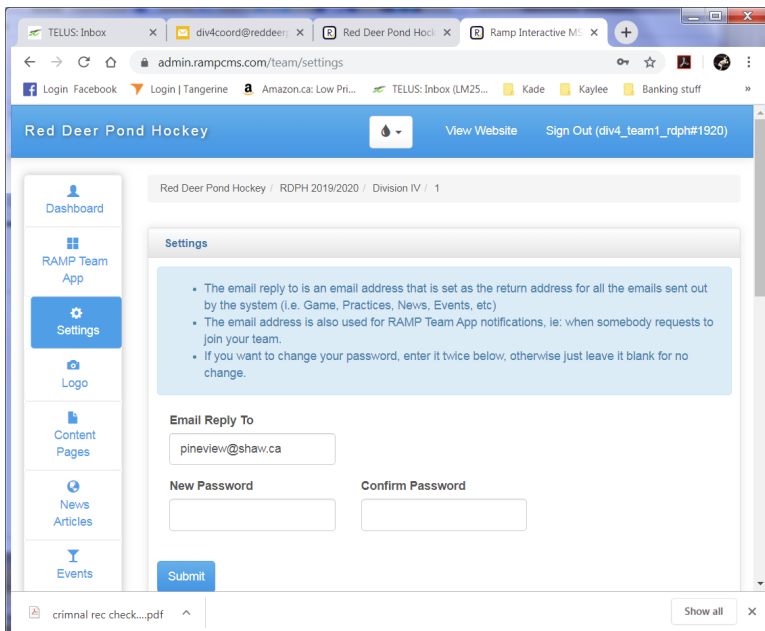 TELUS: Inbox
div4coord@reddeer
Red Deer Pond Hock
Ramp Interactive MS
admin.rampcms.com/team/settings
Login Facebook
Login | Tangerine
Amazon.ca: Low Pri...
TELUS: Inbox (LM25...
Kade
Kaylee
Banking stuff
»
Red Deer Pond Hockey
View Website
Sign Out (div4_team1_rdph#1920)
Dashboard
RAMP Team
App
Settings
Logo
Content
Pages
News
Articles
Events
Red Deer Pond Hockey / RDPH 2019/2020 / Division IV / 1
Settings
• The email reply to is an email address that is set as the return address for all the emails sent out
by the system (i.e. Game, Practices, News, Events, etc)
• The email address is also used for RAMP Team App notifications, ie: when somebody requests to
join your team.
• If you want to change your password, enter it twice below, otherwise just leave it blank for no
change.
Email Reply To
pineview@shaw.ca
New Password
Confirm Password
Submit
crimnal rec check....pdf
Show all